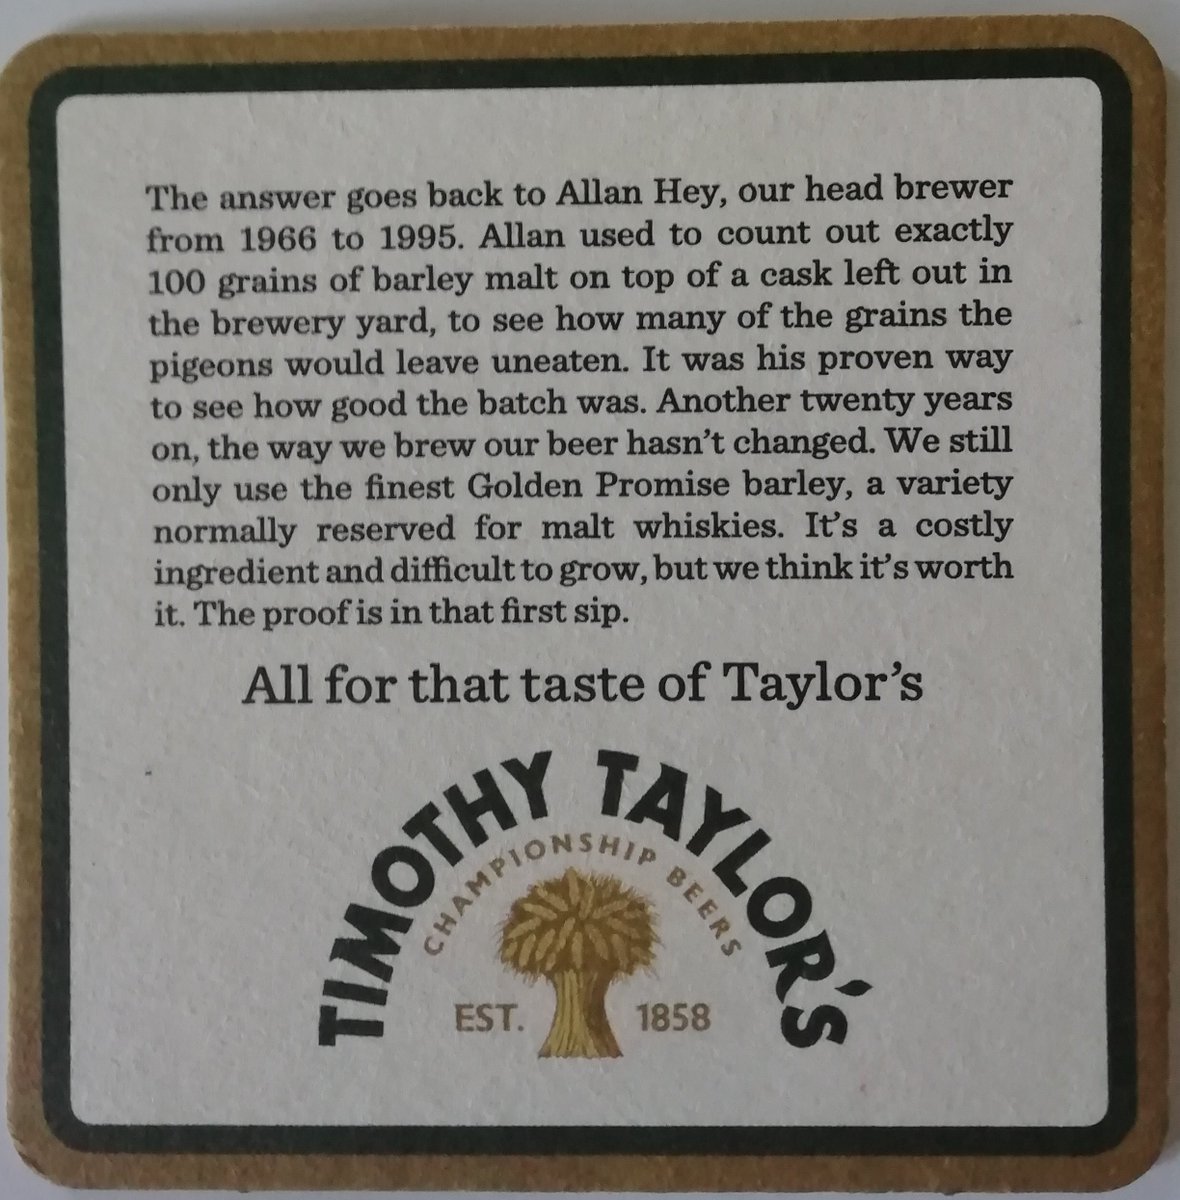 The answer goes back to Allan Hey, our head brewer
from 1966 to 1995. Allan used to count out exactly
100 grains of barley malt on top of a cask left out in
the brewery yard, to see how many of the grains the
pigeons would leave uneaten. It was his proven way
to see how good the batch was. Another twenty years
on, the way we brew our beer hasn’t changed. We still
only use the finest Golden Promise barley, a variety
normally reserved for malt whiskies. It’s a costly
ingredient and difficult to grow, but we think it’s worth
it. The proof is in that first sip.
All for that taste of Taylor’s
TIMOTHY TAYLOR’S
CHAMPIONSHIP BEERS
EST. 1858